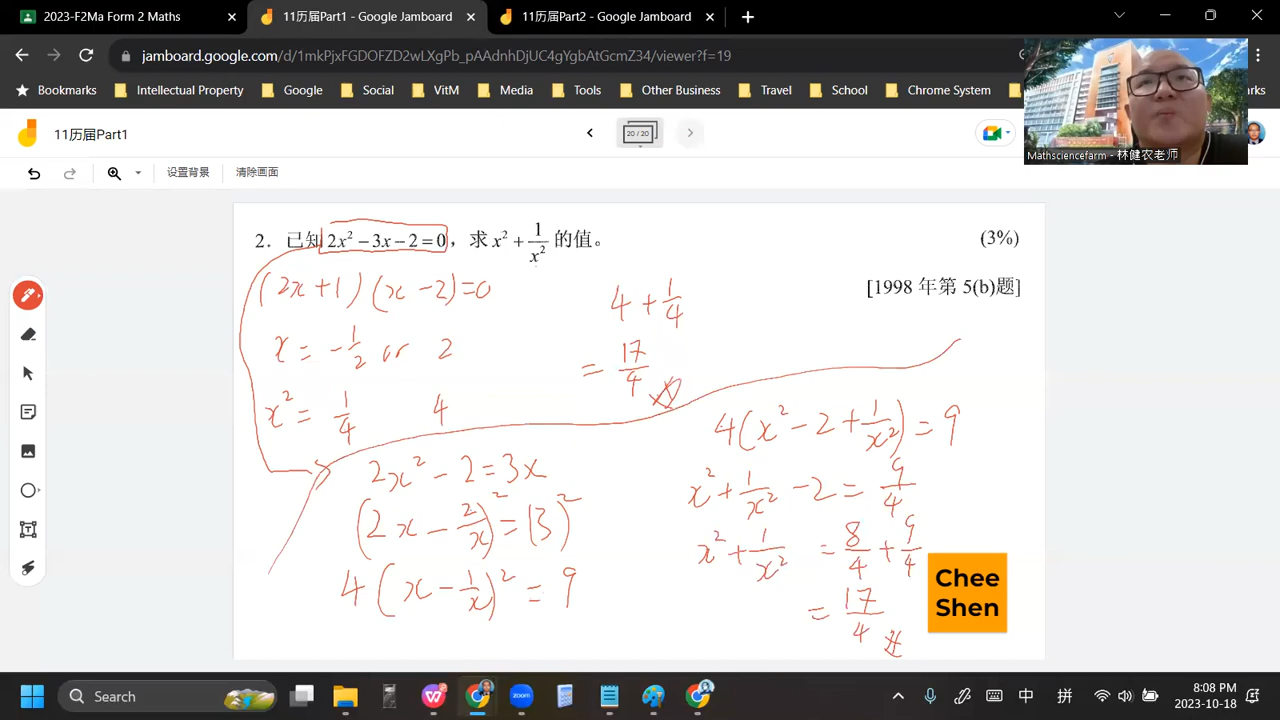 2023-F2Ma Form 2 Maths
11历届Part1 - Google Jamboard
11历届Part2 - Google Jamboard
Bookmarks
Intellectual Property
Google
Social
VitM
Media
Tools
Other Business
Travel
School
Chrome System
Mathsciencefarm - 林健农老师
11历届Part1
20 / 20
设置背景
清除画面
2. 已知 2x² − 3x − 2 = 0，求 x² + 1/x² 的值。
(3%)
[1998 年第 5(b)题]
(2x+1)(x−2)=0
x = −1/2 or 2
x² = 1/4 4
4 + 1/4
= 17/4
2x² − 2 = 3x
(2x − 2/x)² = (3)²
4(x − 1/x)² = 9
4(x² − 2 + 1/x²) = 9
x² + 1/x² − 2 = 9/4
x² + 1/x² = 8/4 + 9/4
= 17/4
Chee
Shen
Search
zoom
中
拼
8:08 PM
2023-10-18